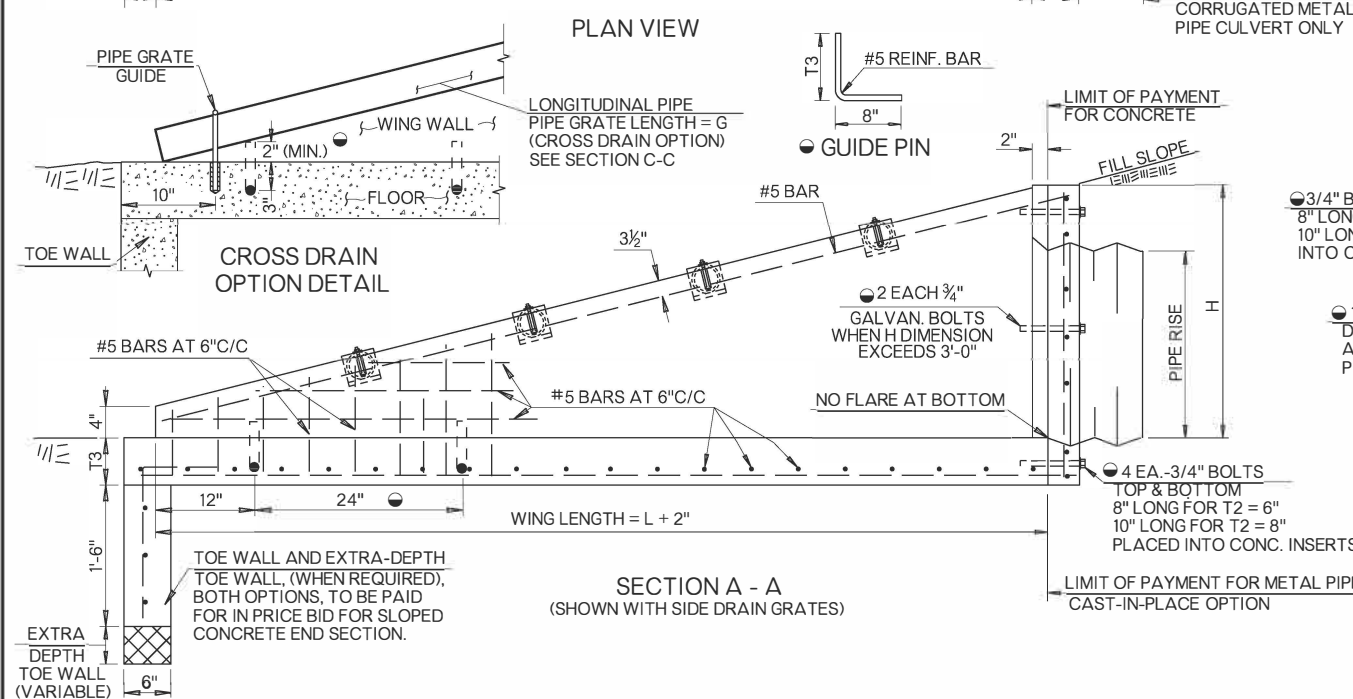 PLAN VIEW
CORRUGATED METAL
PIPE CULVERT ONLY
PIPE GRATE
GUIDE
T3
#5 REINF. BAR
8"
GUIDE PIN
LONGITUDINAL PIPE
PIPE GRATE LENGTH = G
(CROSS DRAIN OPTION)
SEE SECTION C-C
WING WALL
2" (MIN.)
3"
10"
FLOOR
TOE WALL
CROSS DRAIN
OPTION DETAIL
LIMIT OF PAYMENT
FOR CONCRETE
2"
FILL SLOPE
#5 BAR
3½"
3/4" B
8" LON
10" LON
INTO C
2 EACH ¾"
GALVAN. BOLTS
WHEN H DIMENSION
EXCEEDS 3'-0"
PIPE RISE
H
D
A
P
#5 BARS AT 6"C/C
#5 BARS AT 6"C/C
NO FLARE AT BOTTOM
4"
T3
12"
24"
WING LENGTH = L + 2"
4 EA.-3/4" BOLTS
TOP & BOTTOM
8" LONG FOR T2 = 6"
10" LONG FOR T2 = 8"
PLACED INTO CONC. INSERTS
1'-6"
TOE WALL AND EXTRA-DEPTH
TOE WALL, (WHEN REQUIRED),
BOTH OPTIONS, TO BE PAID
FOR IN PRICE BID FOR SLOPED
CONCRETE END SECTION.
SECTION A - A
(SHOWN WITH SIDE DRAIN GRATES)
LIMIT OF PAYMENT FOR METAL PIPE
CAST-IN-PLACE OPTION
EXTRA
DEPTH
TOE WALL
(VARIABLE)
6"